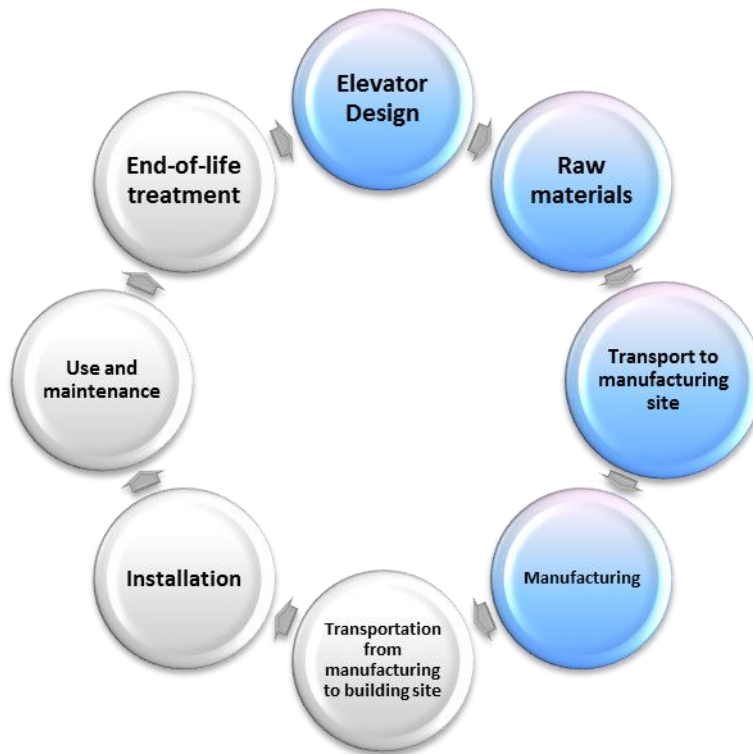 Elevator
Design
Raw
materials
Transport to
manufacturing
site
Manufacturing
Transportation
from
manufacturing
to building site
Installation
Use and
maintenance
End-of-life
treatment